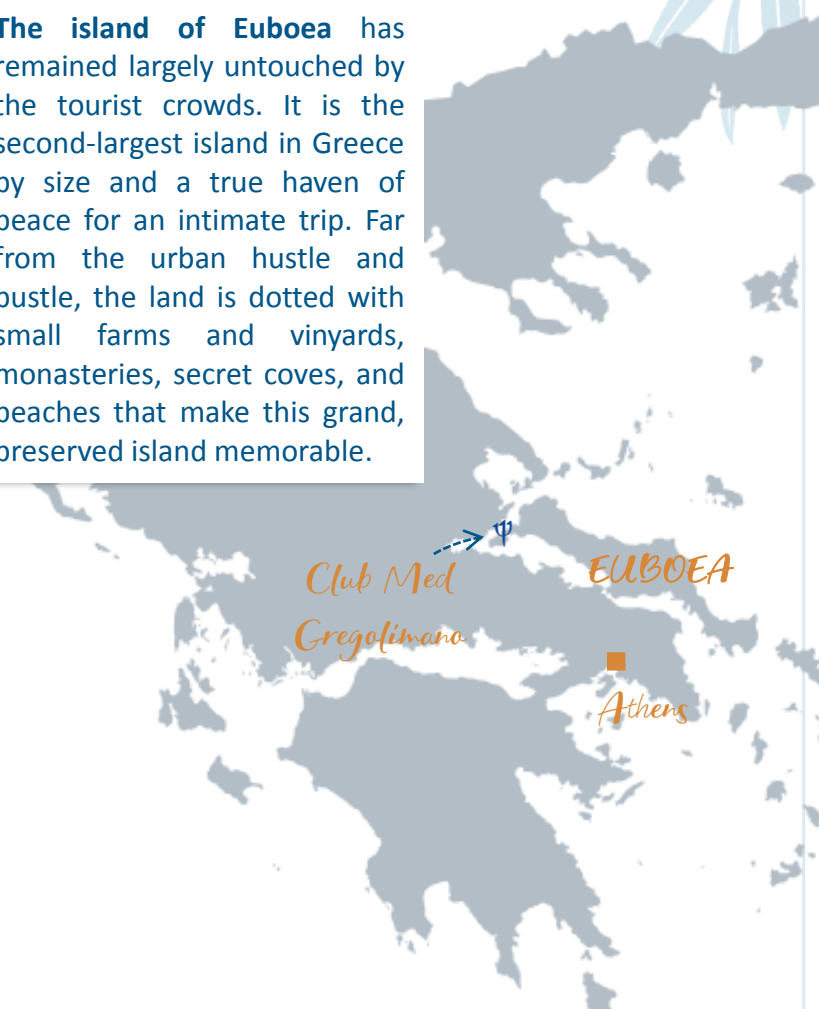 The island of Euboea has
remained largely untouched by
the tourist crowds. It is the
second-largest island in Greece
by size and a true haven of
peace for an intimate trip. Far
from the urban hustle and
bustle, the land is dotted with
small farms and vinyards,
monasteries, secret coves, and
beaches that make this grand,
preserved island memorable.
Ψ
EUBOEA
Club Med
Gregolimano
Athens